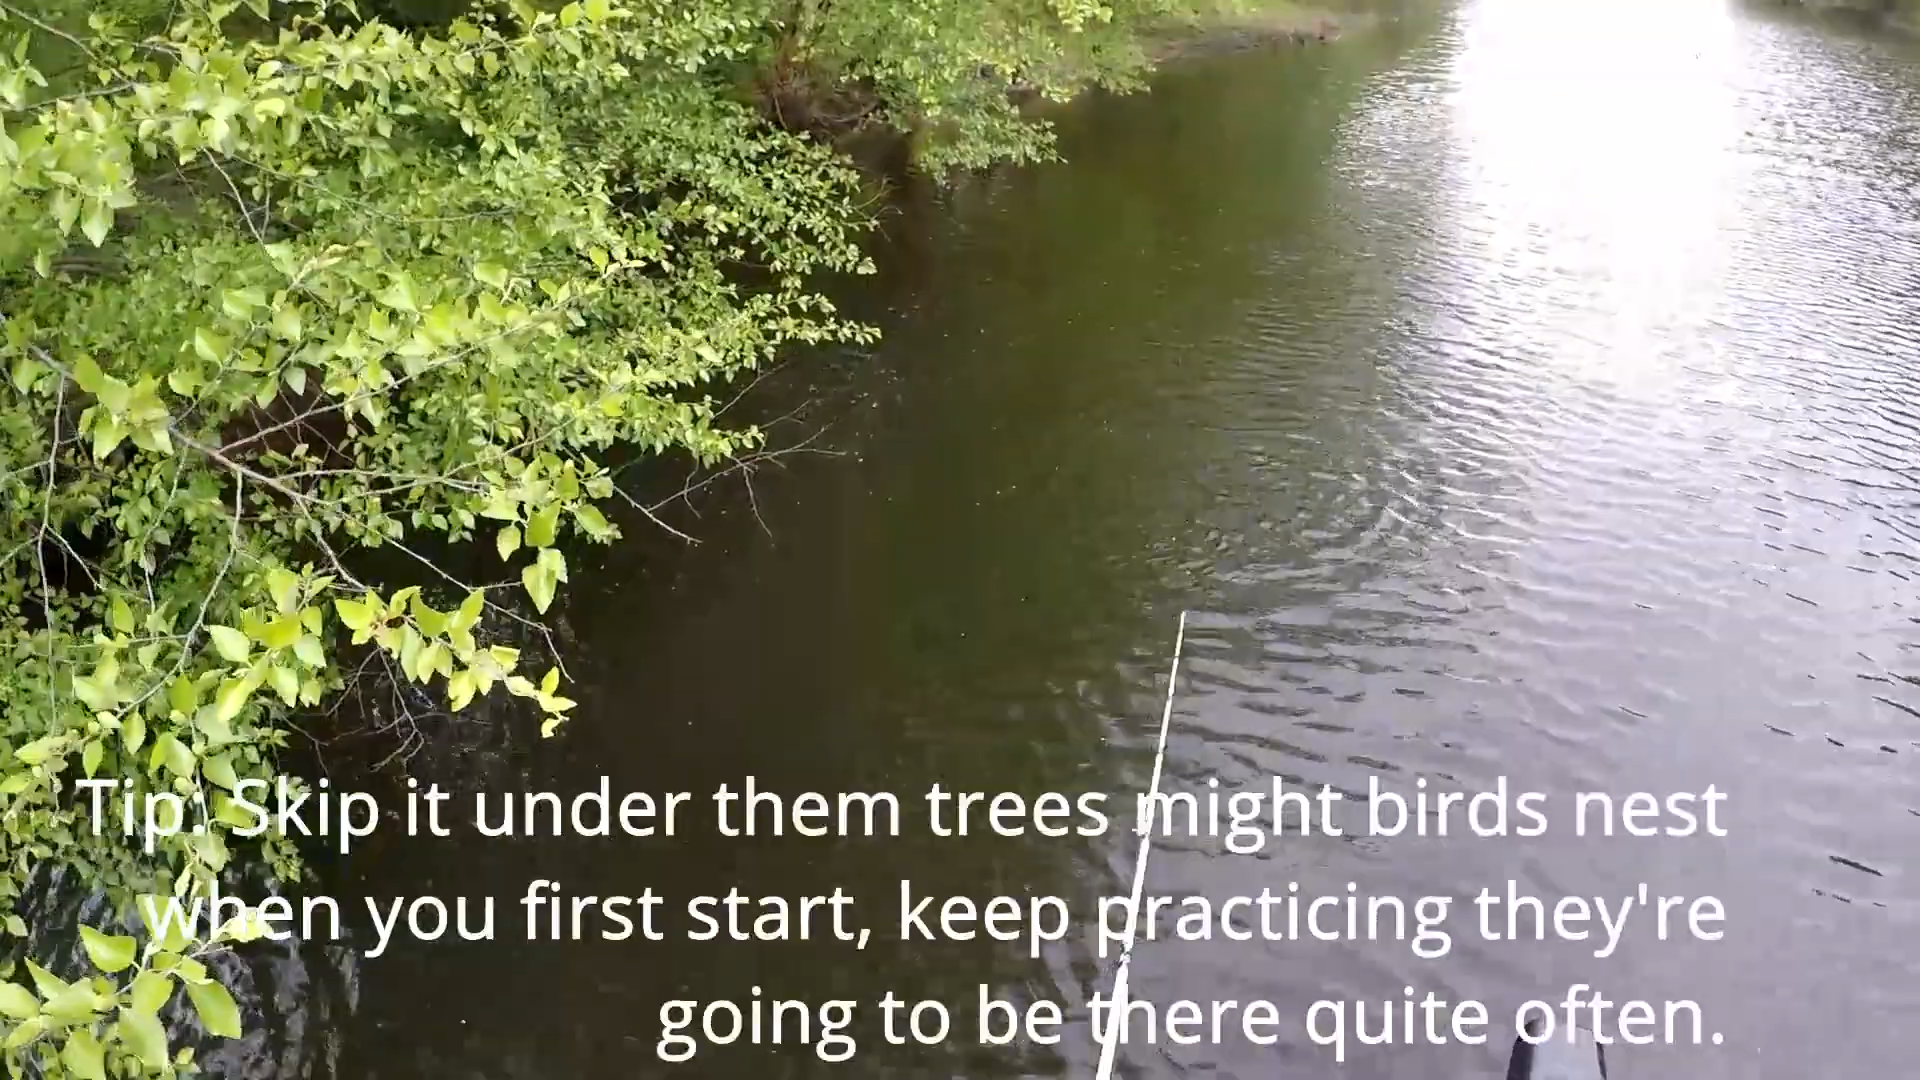 Tip. Skip it under them trees might birds nest
when you first start, keep practicing they're
going to be there quite often.